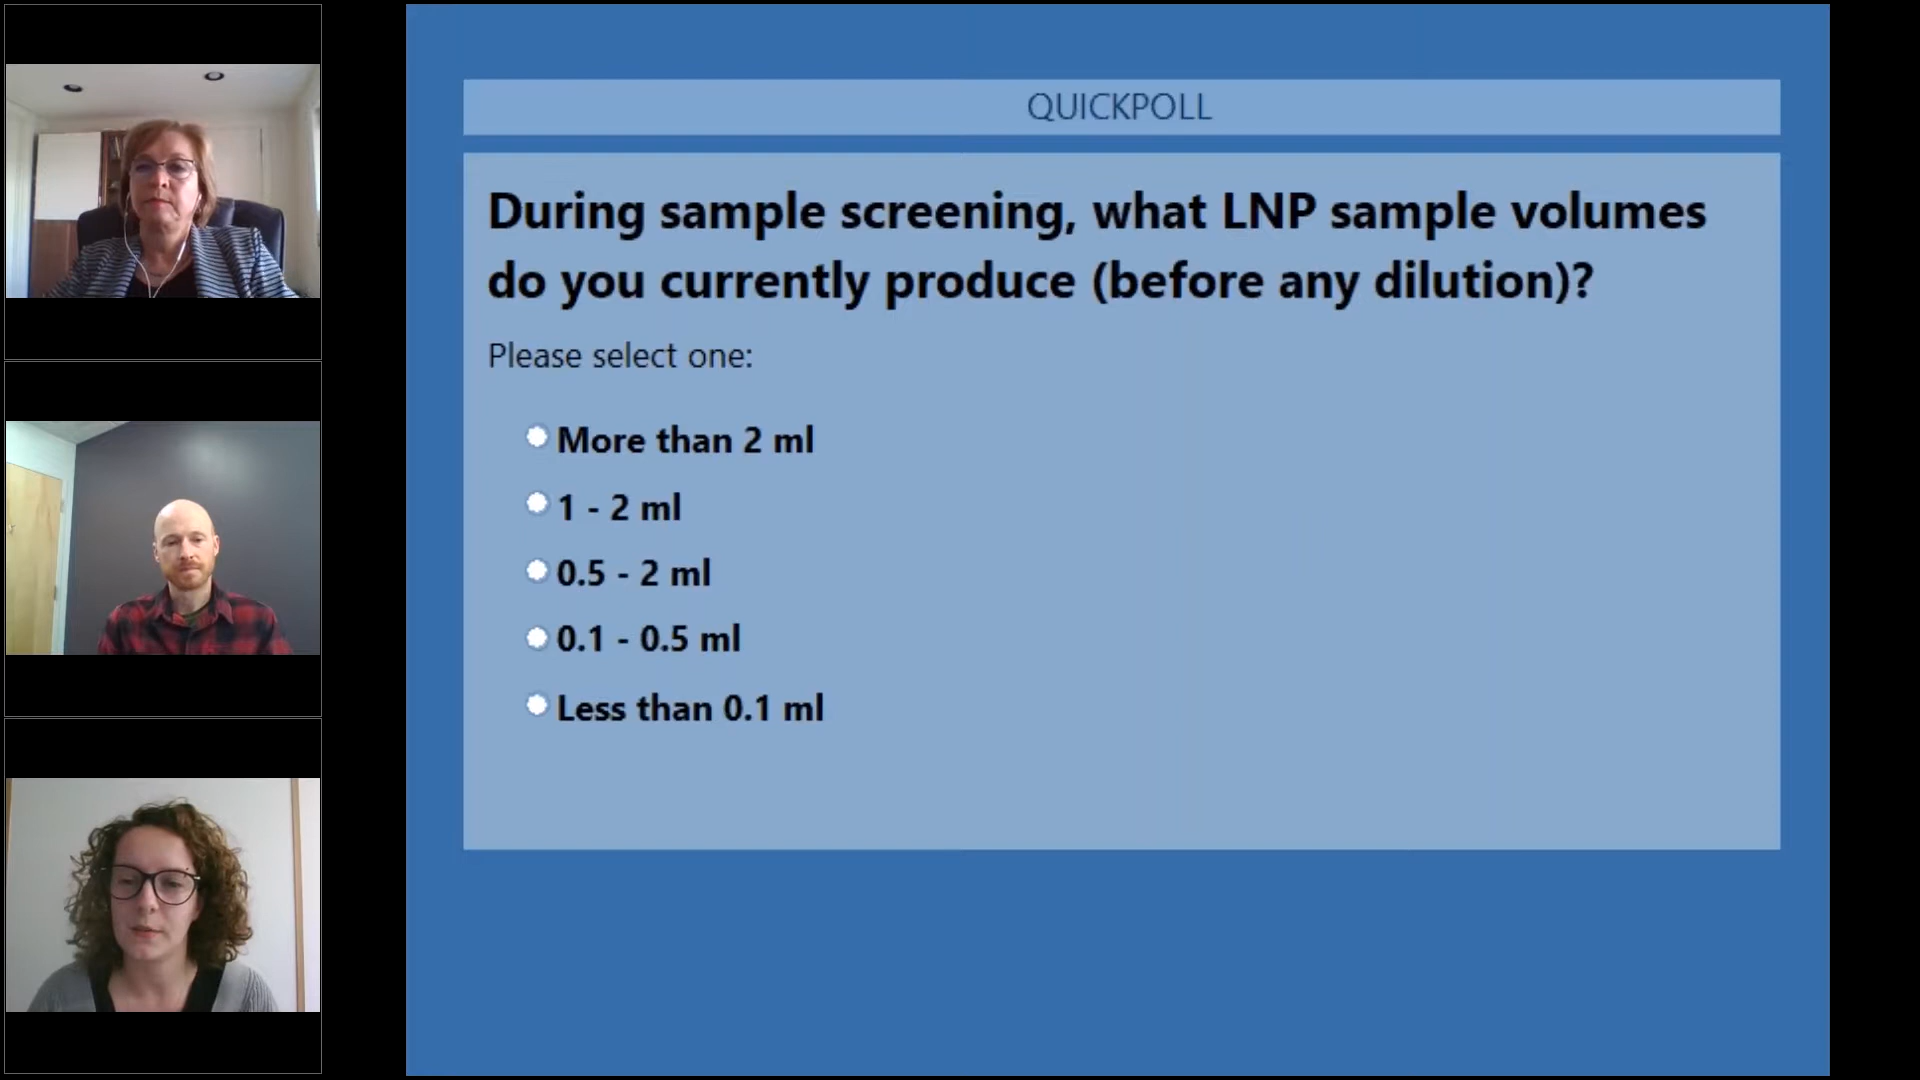 QUICKPOLL
During sample screening, what LNP sample volumes
do you currently produce (before any dilution)?
Please select one:
More than 2 ml
1 - 2 ml
0.5 - 2 ml
0.1 - 0.5 ml
Less than 0.1 ml